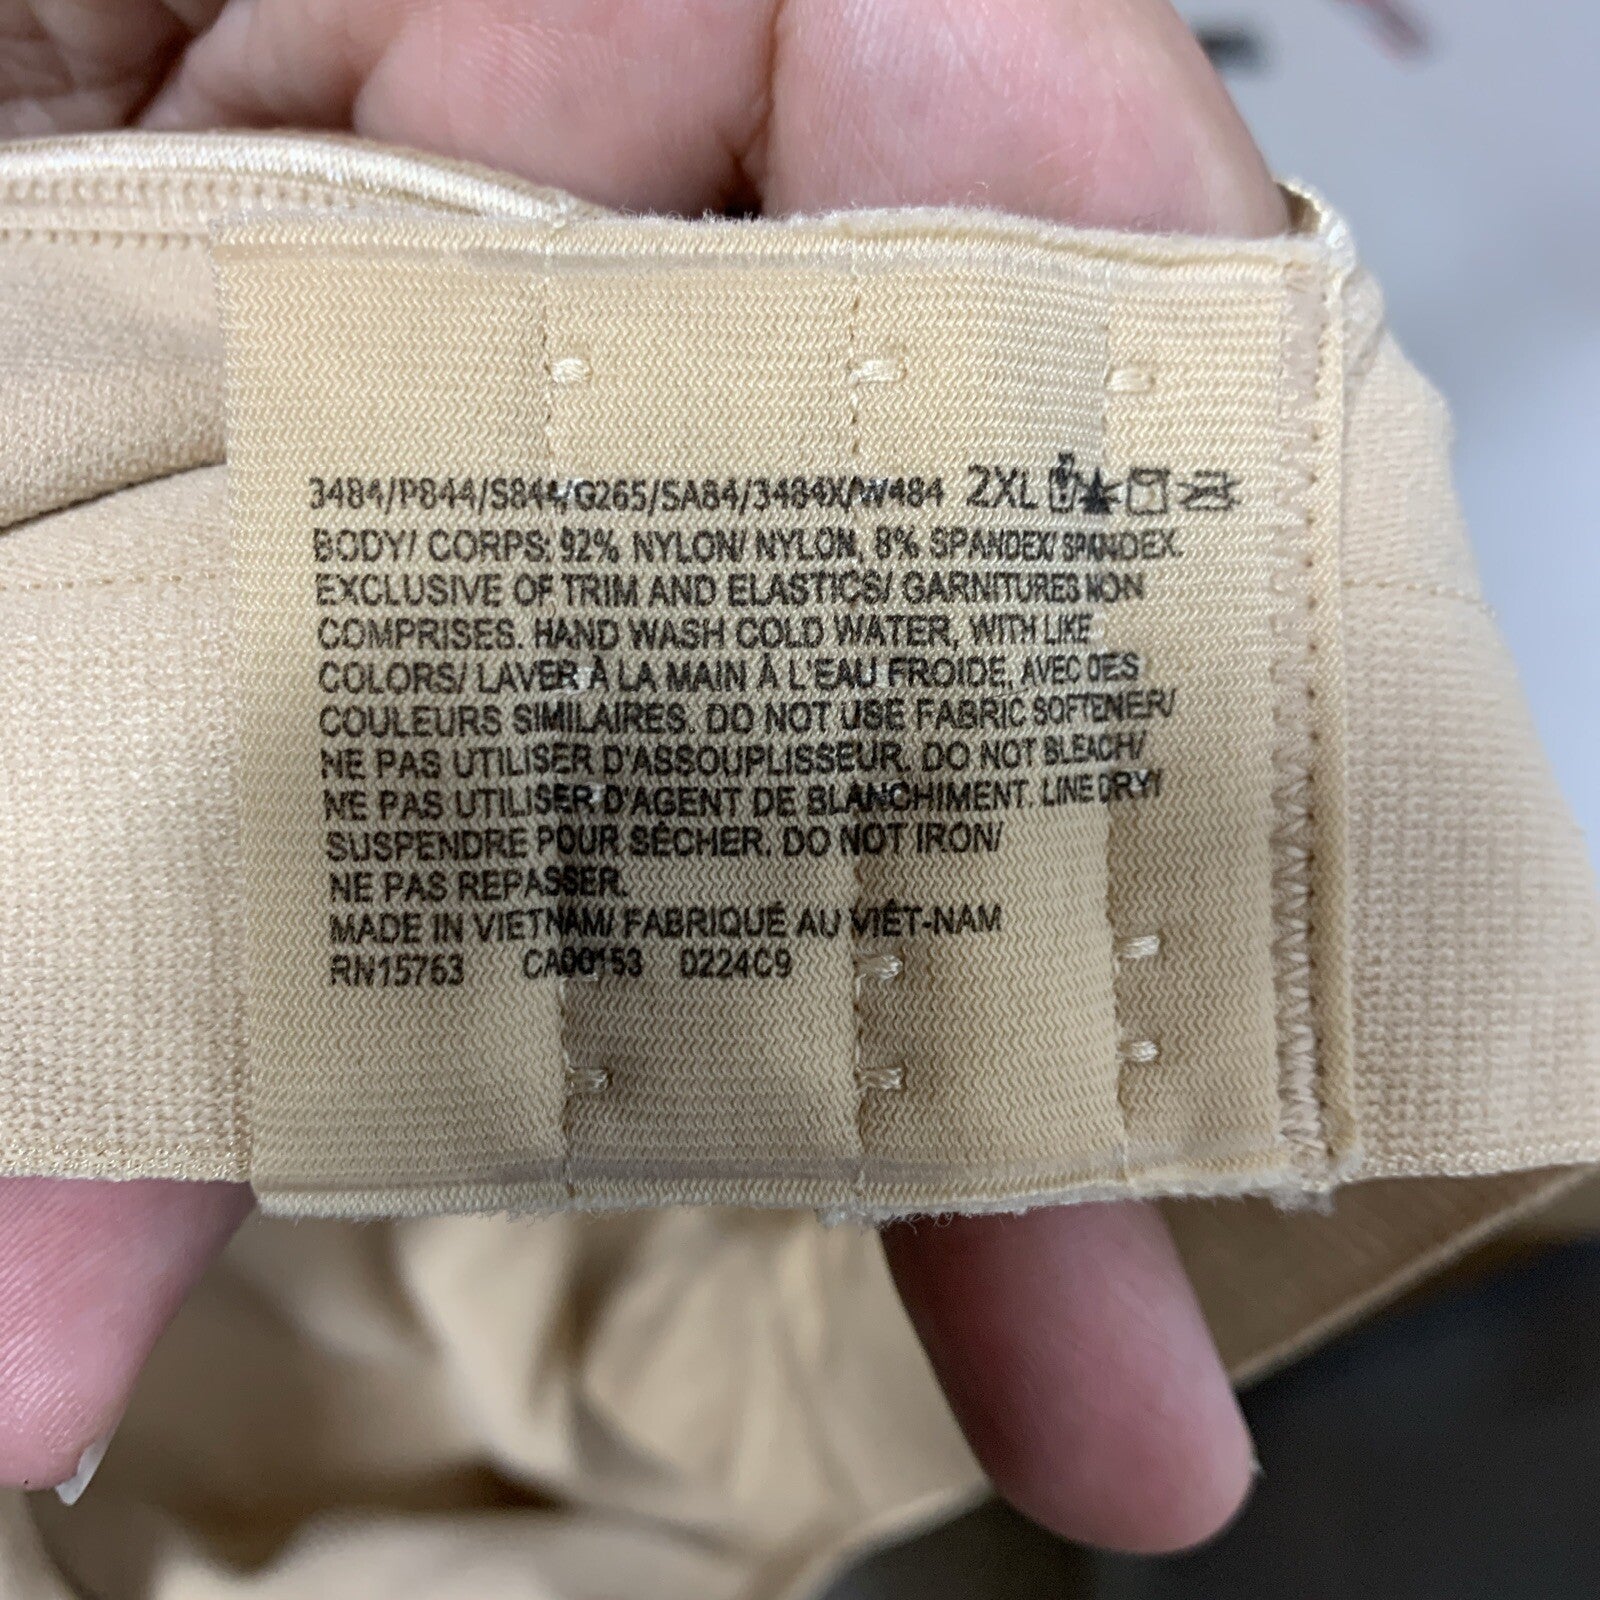 3484/P844/S844/G265/SA84/3484X/W484 2XL
BODY/ CORPS: 92% NYLON/ NYLON, 8% SPANDEX/ SPANDEX.
EXCLUSIVE OF TRIM AND ELASTICS/ GARNITURES NON
COMPRISES. HAND WASH COLD WATER, WITH LIKE
COLORS/ LAVER À LA MAIN À L'EAU FROIDE, AVEC DES
COULEURS SIMILAIRES. DO NOT USE FABRIC SOFTENER/
NE PAS UTILISER D'ASSOUPLISSEUR. DO NOT BLEACH/
NE PAS UTILISER D'AGENT DE BLANCHIMENT. LINE DRY/
SUSPENDRE POUR SÉCHER. DO NOT IRON/
NE PAS REPASSER.
MADE IN VIETNAM/ FABRIQUÉ AU VIÊT-NAM
RN15763 CA00153 D224C9